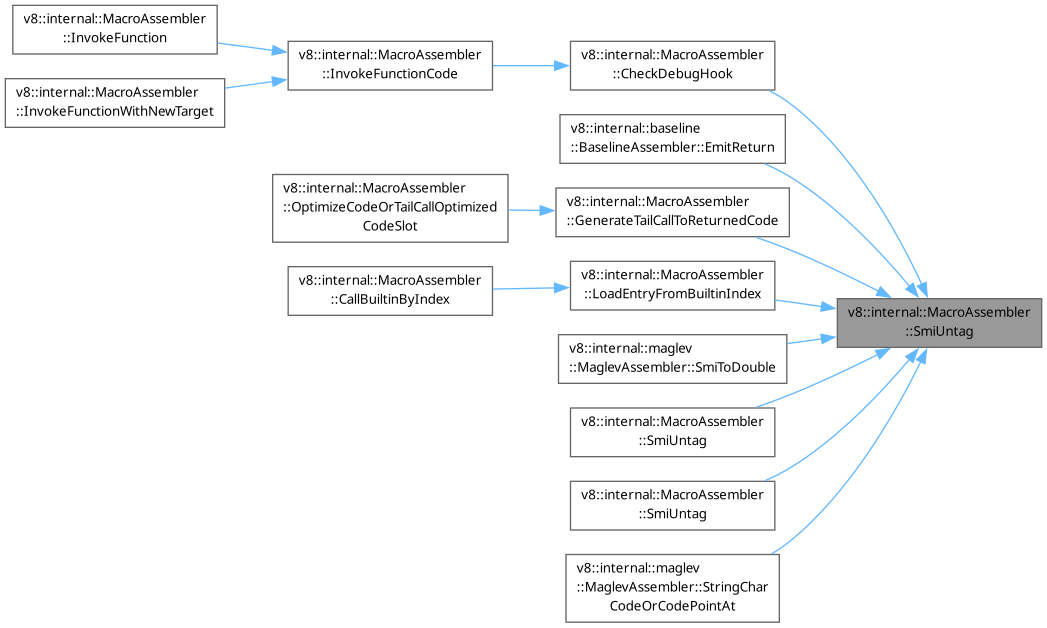 v8::internal::MacroAssembler
::InvokeFunction
v8::internal::MacroAssembler
::InvokeFunctionWithNewTarget
v8::internal::MacroAssembler
::InvokeFunctionCode
v8::internal::MacroAssembler
::CheckDebugHook
v8::internal::baseline
::BaselineAssembler::EmitReturn
v8::internal::MacroAssembler
::OptimizeCodeOrTailCallOptimized
CodeSlot
v8::internal::MacroAssembler
::GenerateTailCallToReturnedCode
v8::internal::MacroAssembler
::CallBuiltinByIndex
v8::internal::MacroAssembler
::LoadEntryFromBuiltinIndex
v8::internal::MacroAssembler
::SmiUntag
v8::internal::maglev
::MaglevAssembler::SmiToDouble
v8::internal::MacroAssembler
::SmiUntag
v8::internal::MacroAssembler
::SmiUntag
v8::internal::maglev
::MaglevAssembler::StringChar
CodeOrCodePointAt